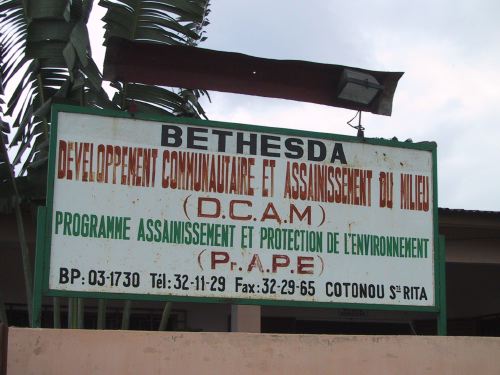 BETHESDA
DEVELOPPEMENT COMMUNAUTAIRE ET ASSAINISSEMENT DU MILIEU
(D.C.A.M)
PROGRAMME ASSAINISSEMENT ET PROTECTION DE L'ENVIRONNEMENT
(Pr.A.P.E)
BP: 03-1730 Tél: 32-11-29 Fax: 32-29-65 COTONOU Ste RITA